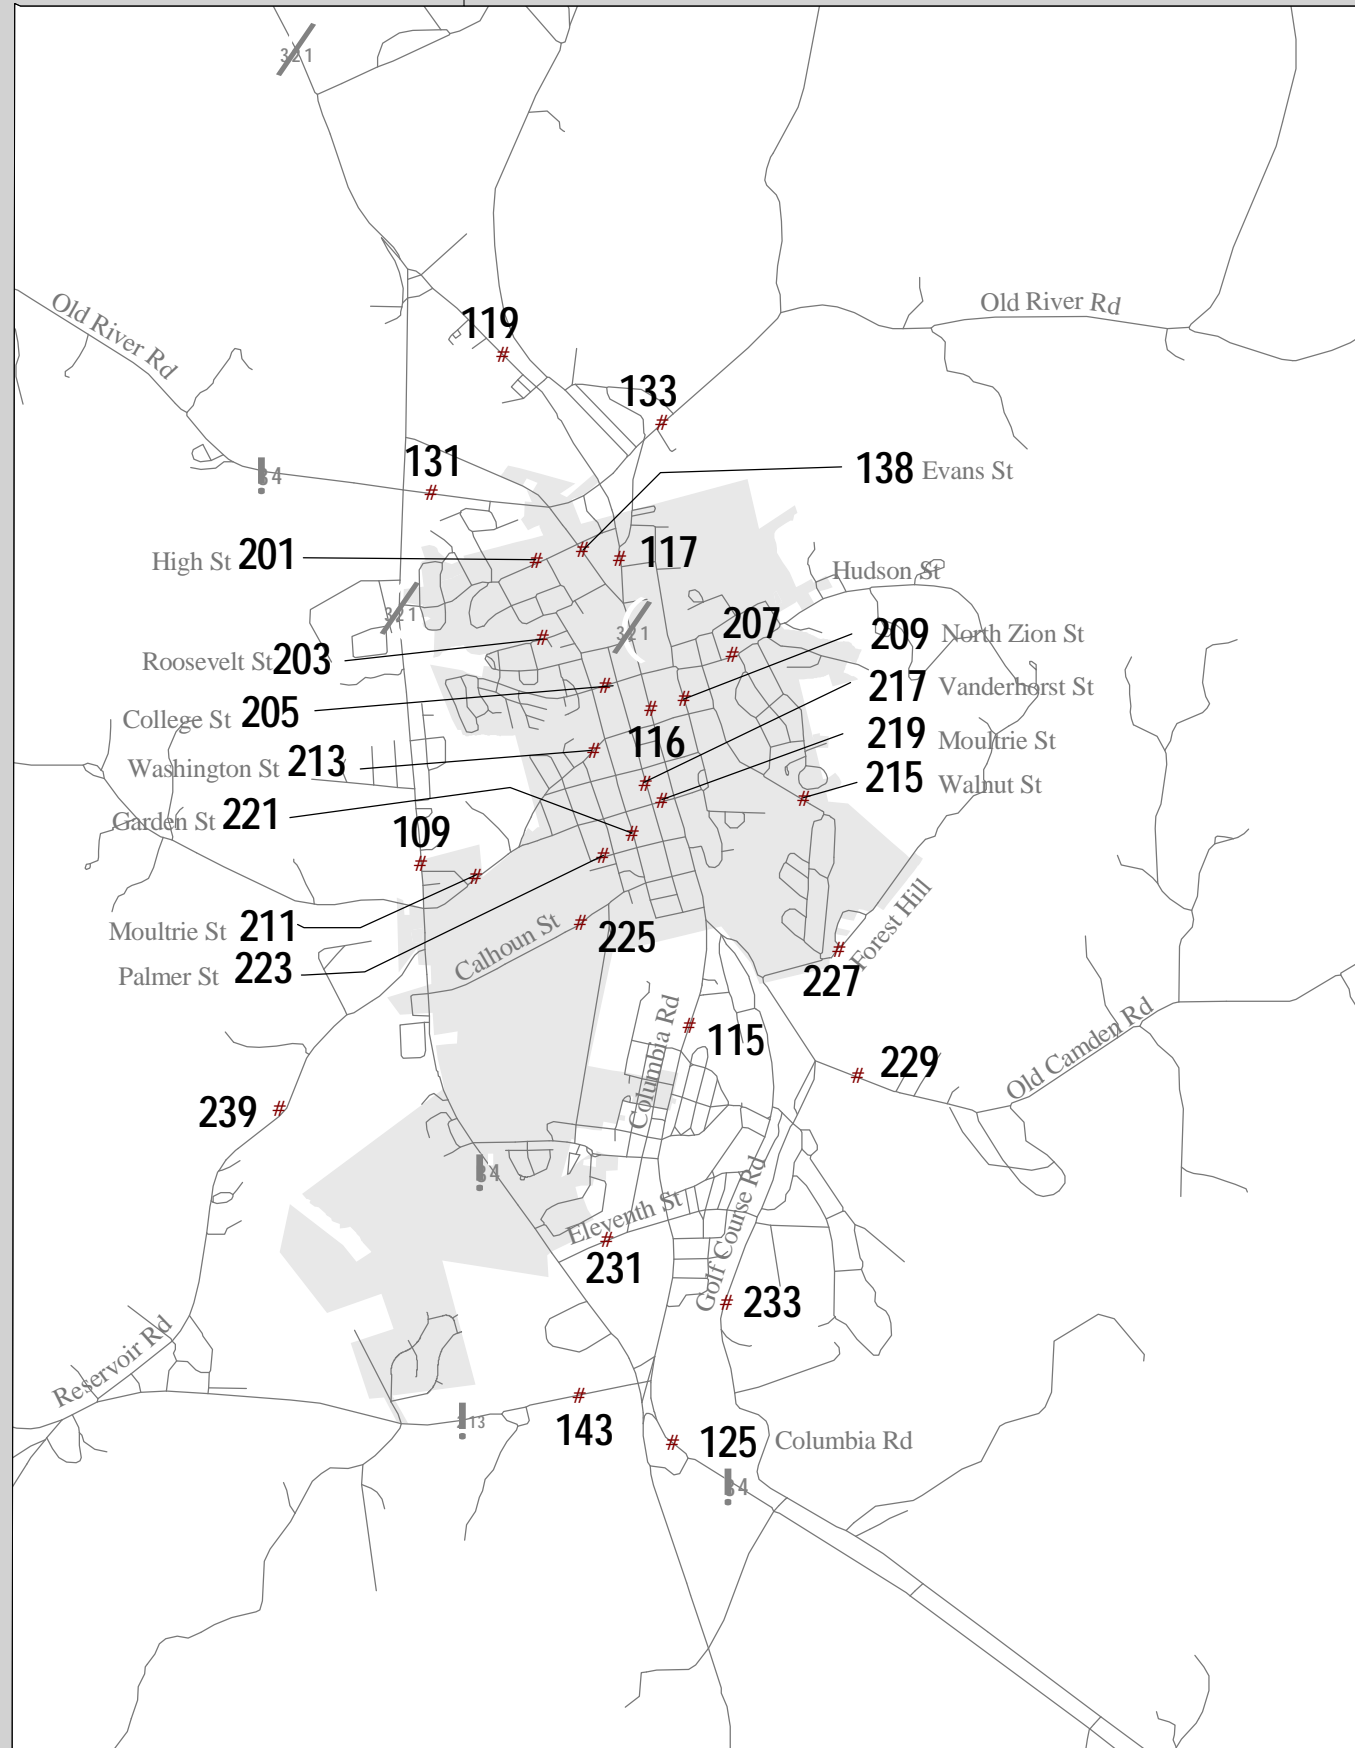 321
Old River Rd
Old River Rd
119
133
131
138 Evans St
34
High St 201
117
Hudson St
321
321
207
209 North Zion St
Roosevelt St 203
217 Vanderhorst St
College St 205
116
219 Moultrie St
Washington St 213
215 Walnut St
Garden St 221
109
Moultrie St 211
225
Calhoun St
Forest Hill
Palmer St 223
227
Columbia Rd
115
Old Camden Rd
229
239
34
Eleventh St
Golf Course Rd
231
233
Reservoir Rd
213
143
125 Columbia Rd
34